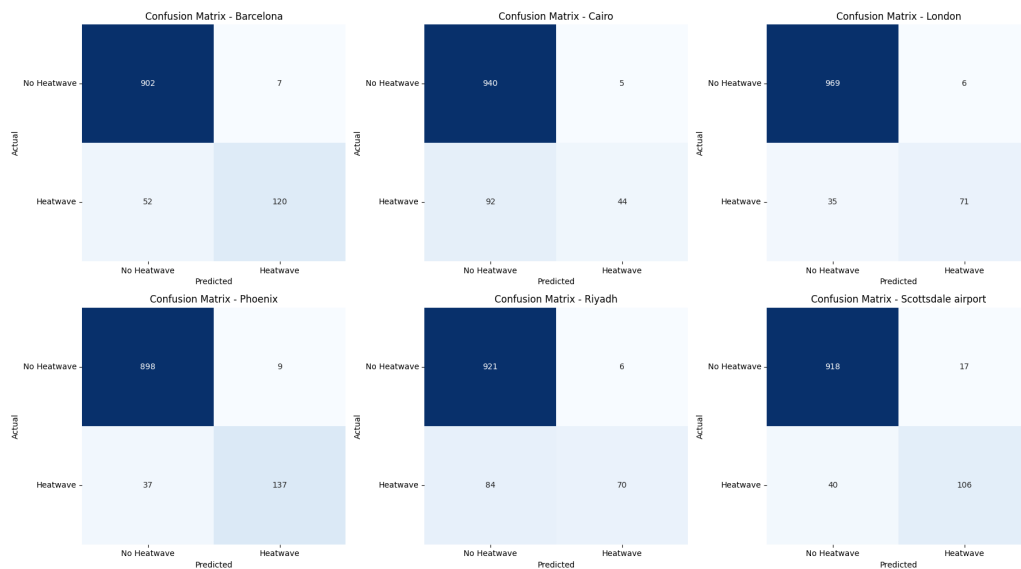 Confusion Matrix - Barcelona
No Heatwave
902
7
Heatwave
52
120
Actual
No Heatwave
Heatwave
Predicted
Confusion Matrix - Cairo
No Heatwave
940
5
Heatwave
92
44
Actual
No Heatwave
Heatwave
Predicted
Confusion Matrix - London
No Heatwave
969
6
Heatwave
35
71
Actual
No Heatwave
Heatwave
Predicted
Confusion Matrix - Phoenix
No Heatwave
898
9
Heatwave
37
137
Actual
No Heatwave
Heatwave
Predicted
Confusion Matrix - Riyadh
No Heatwave
921
6
Heatwave
84
70
Actual
No Heatwave
Heatwave
Predicted
Confusion Matrix - Scottsdale airport
No Heatwave
918
17
Heatwave
40
106
Actual
No Heatwave
Heatwave
Predicted